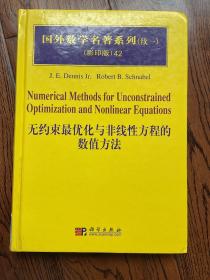 国外数学名著系列(续一)
(影印版)42
J. E. Dennis Jr. Robert B. Schnabel
Numerical Methods for Unconstrained
Optimization and Nonlinear Equations
无约束最优化与非线性方程的
数值方法
科学出版社